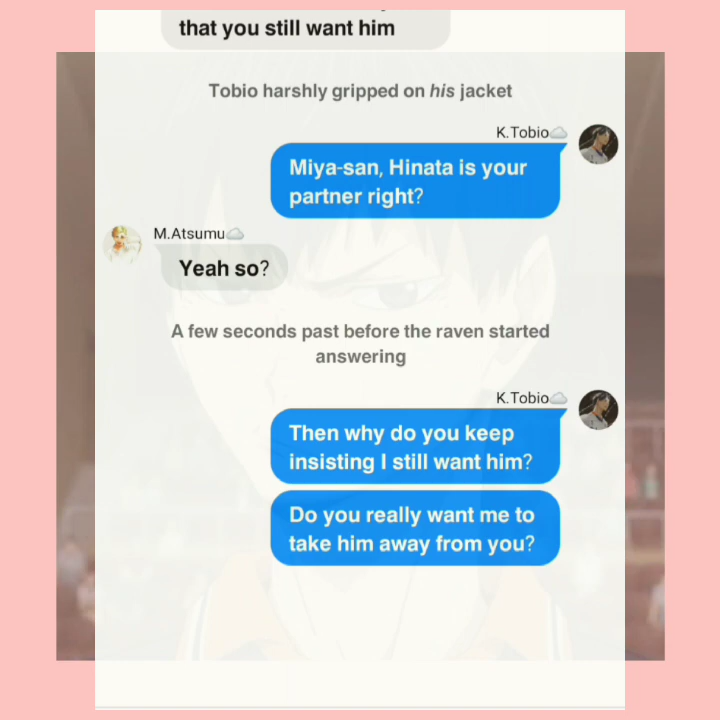 that you still want him
Tobio harshly gripped on his jacket
K.Tobio☁️
Miya-san, Hinata is your
partner right?
M.Atsumu☁️
Yeah so?
A few seconds past before the raven started
answering
K.Tobio☁️
Then why do you keep
insisting I still want him?
Do you really want me to
take him away from you?